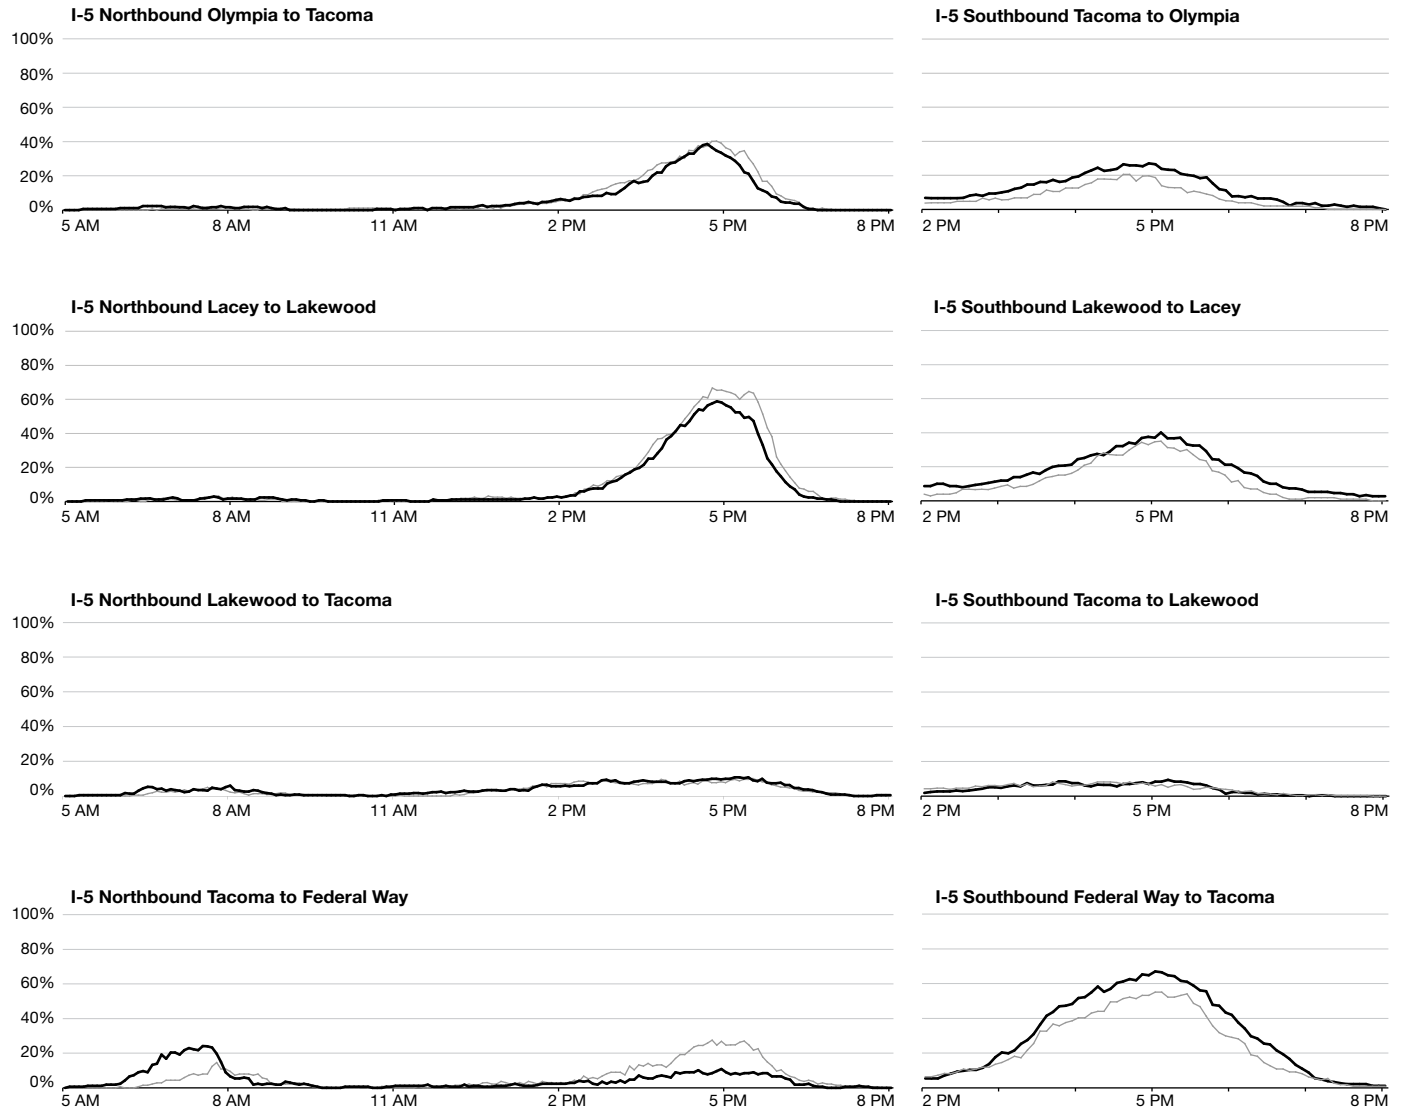 I-5 Northbound Olympia to Tacoma
100%
80%
60%
40%
20%
0%
5 AM 8 AM 11 AM 2 PM 5 PM 8 PM
I-5 Southbound Tacoma to Olympia
2 PM 5 PM 8 PM
I-5 Northbound Lacey to Lakewood
100%
80%
60%
40%
20%
0%
5 AM 8 AM 11 AM 2 PM 5 PM 8 PM
I-5 Southbound Lakewood to Lacey
2 PM 5 PM 8 PM
I-5 Northbound Lakewood to Tacoma
100%
80%
60%
40%
20%
0%
5 AM 8 AM 11 AM 2 PM 5 PM 8 PM
I-5 Southbound Tacoma to Lakewood
2 PM 5 PM 8 PM
I-5 Northbound Tacoma to Federal Way
100%
80%
60%
40%
20%
0%
5 AM 8 AM 11 AM 2 PM 5 PM 8 PM
I-5 Southbound Federal Way to Tacoma
2 PM 5 PM 8 PM